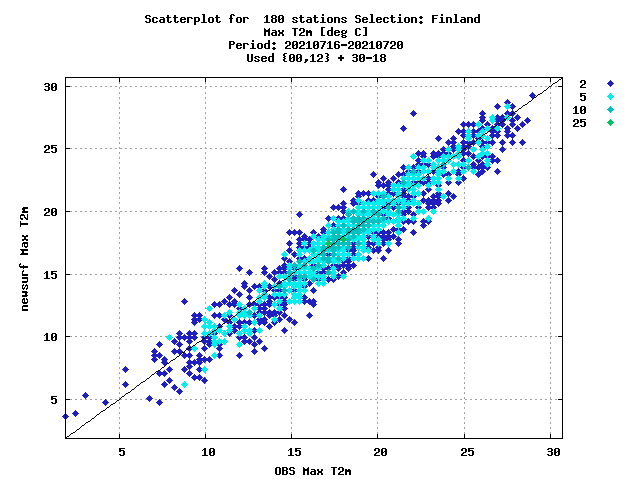 Scatterplot for  180 stations Selection: Finland
Max T2m [deg C]
Period: 20210716-20210720
Used {00,12} + 30-18
30
25
20
15
10
5
newsurf Max T2m
5 10 15 20 25 30
OBS Max T2m
2
5
10
25